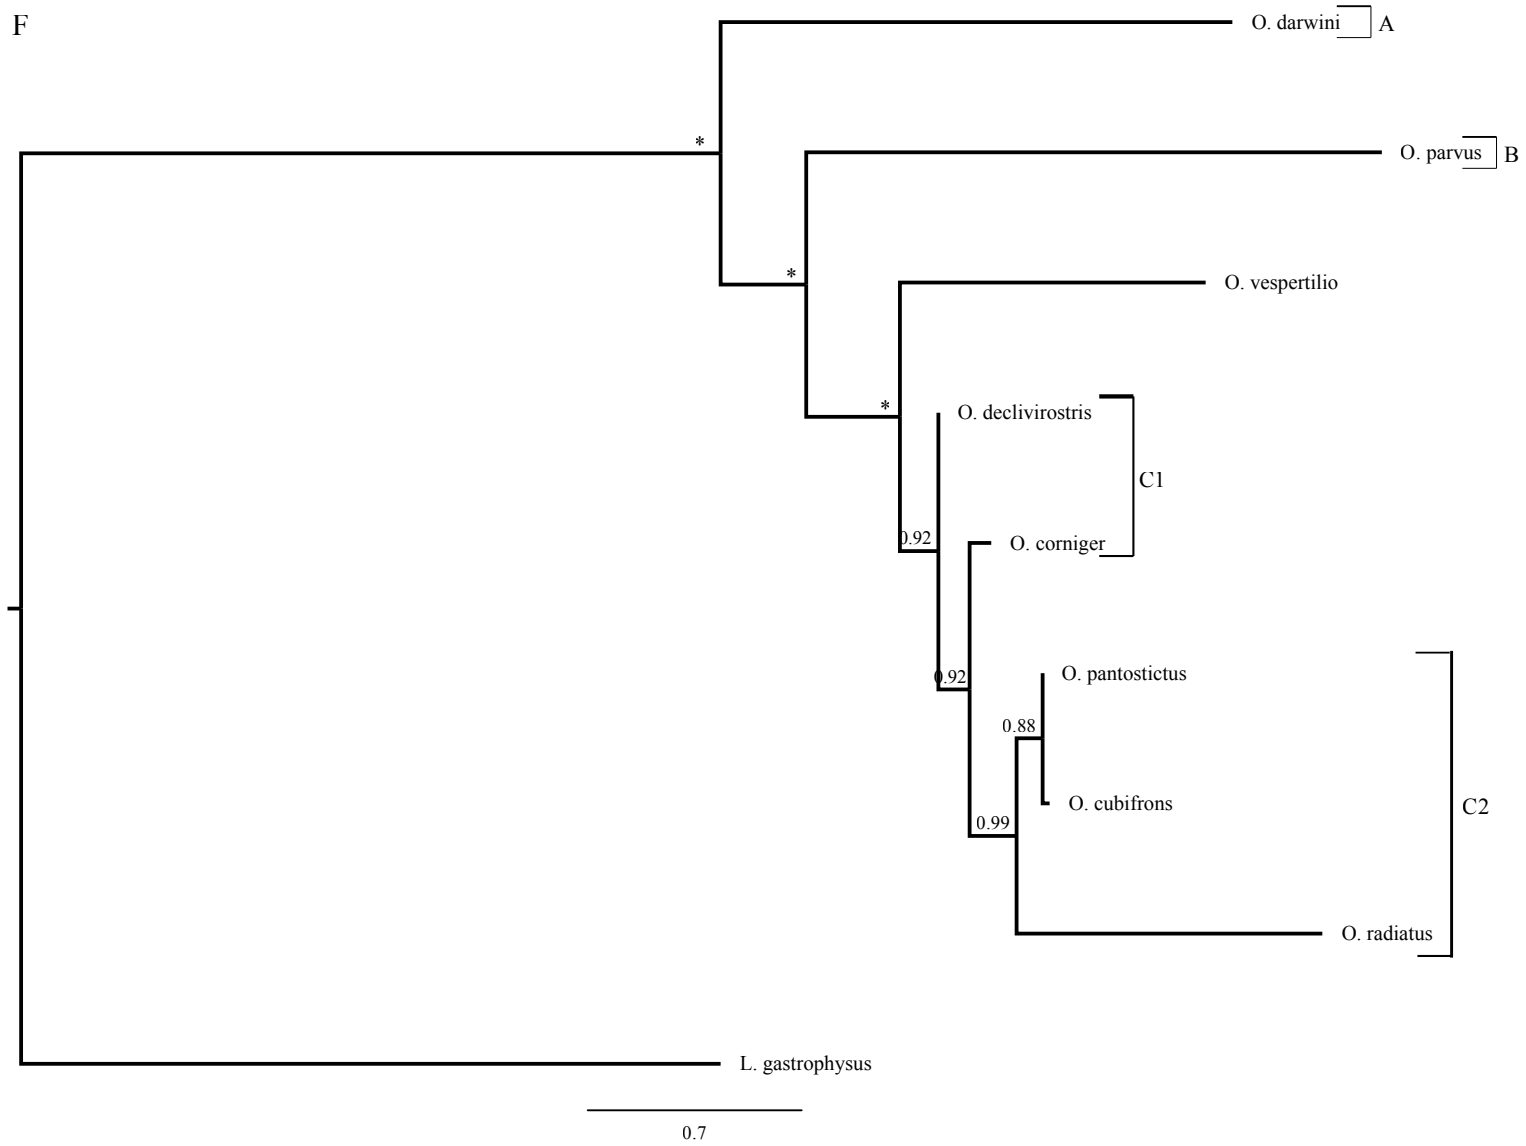 F
O. darwini
A
*
O. parvus
B
*
O. vespertilio
*
O. declivirostris
C1
0.92
O. corniger
0.92
O. pantostictus
0.88
O. cubifrons
C2
0.99
O. radiatus
L. gastrophysus
0.7